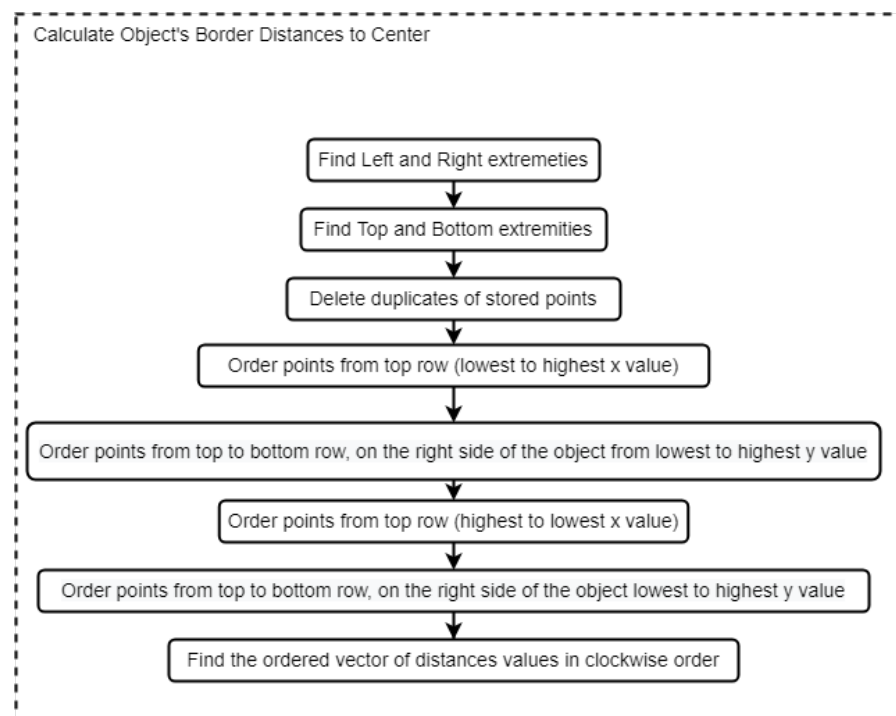 Calculate Object's Border Distances to Center
Find Left and Right extremeties
Find Top and Bottom extremities
Delete duplicates of stored points
Order points from top row (lowest to highest x value)
Order points from top to bottom row, on the right side of the object from lowest to highest y value
Order points from top row (highest to lowest x value)
Order points from top to bottom row, on the right side of the object lowest to highest y value
Find the ordered vector of distances values in clockwise order